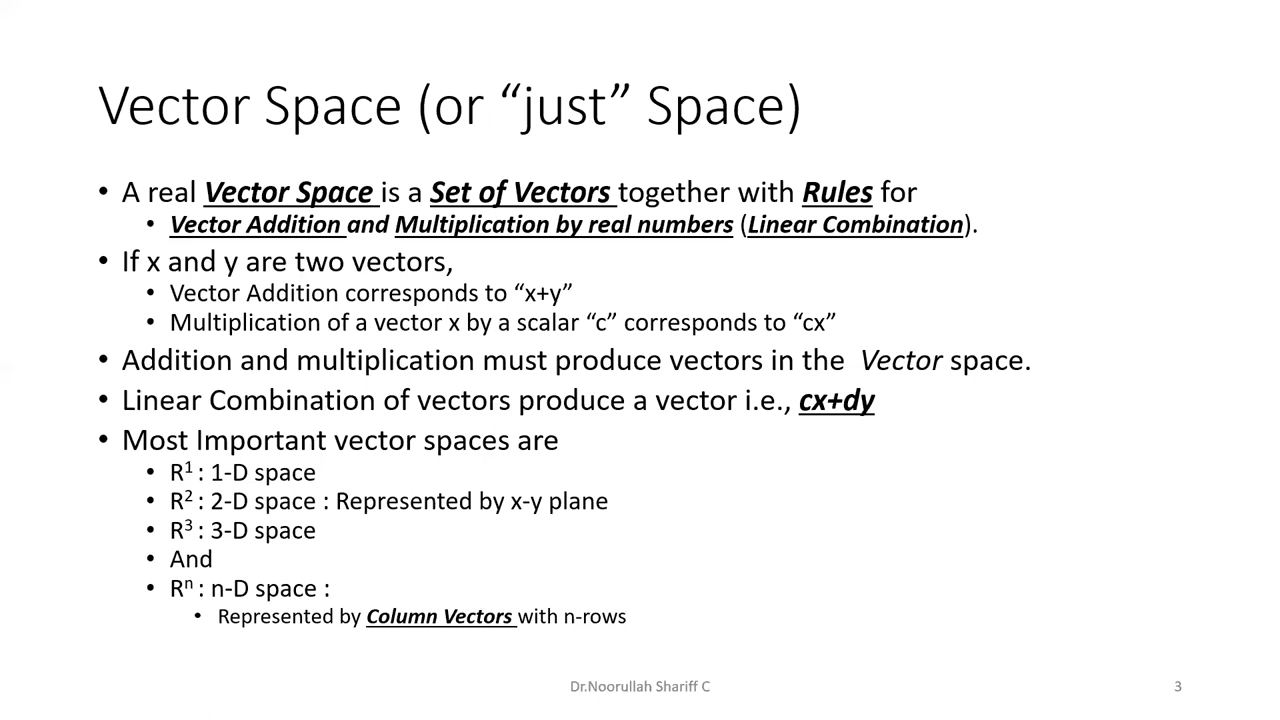 Vector Space (or “just” Space)
• A real Vector Space is a Set of Vectors together with Rules for
• Vector Addition and Multiplication by real numbers (Linear Combination).
• If x and y are two vectors,
• Vector Addition corresponds to “x+y”
• Multiplication of a vector x by a scalar “c” corresponds to “cx”
• Addition and multiplication must produce vectors in the Vector space.
• Linear Combination of vectors produce a vector i.e., cx+dy
• Most Important vector spaces are
• R¹ : 1-D space
• R² : 2-D space : Represented by x-y plane
• R³ : 3-D space
• And
• Rⁿ : n-D space :
• Represented by Column Vectors with n-rows
Dr.Noorullah Shariff C
3